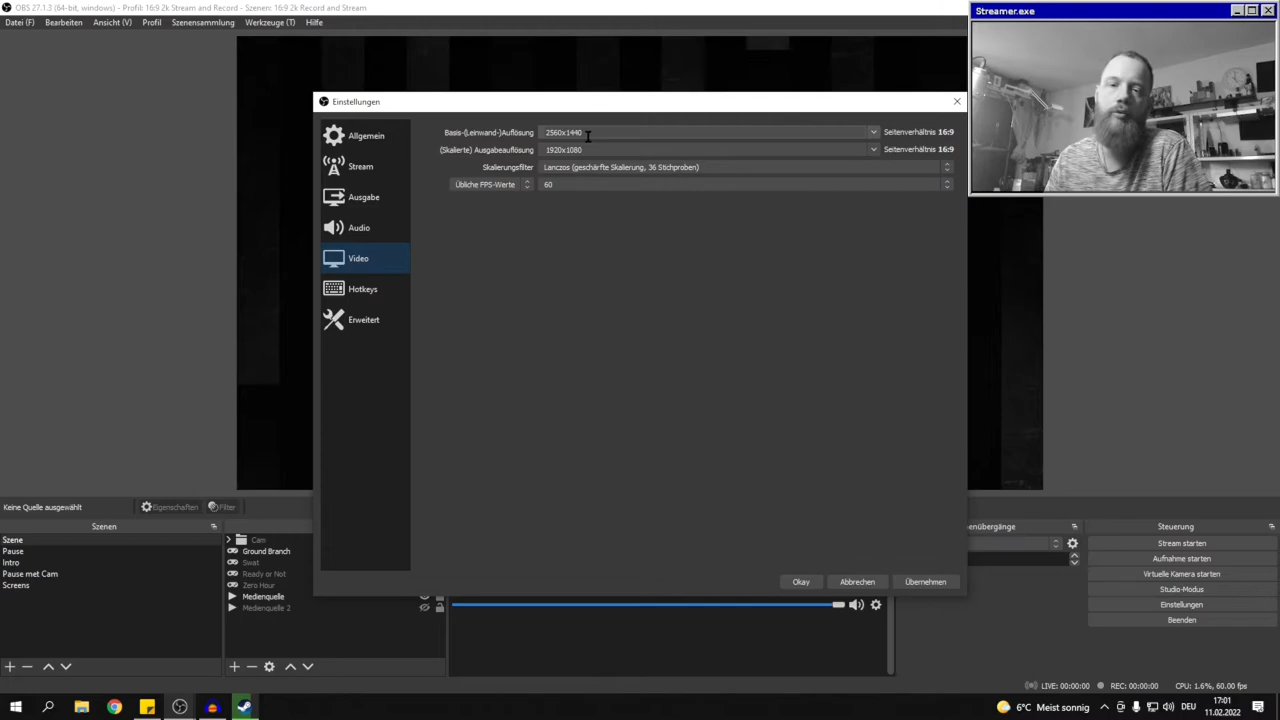 OBS 27.1.3 (64-bit, windows) - Profil: 16:9 2k Stream and Record - Szenen: 16:9 2k Stream and Record
Datei (F) Bearbeiten Ansicht (V) Profil Szenensammlung Werkzeuge (T) Hilfe
Streamer.exe
Einstellungen
Allgemein
Stream
Ausgabe
Audio
Video
Hotkeys
Erweitert
Basis-(Leinwand-)Auflösung 2560x1440 Seitenverhältnis 16:9
(Skalierte) Ausgabeauflösung 1920x1080 Seitenverhältnis 16:9
Skalierungsfilter Lanczos (geschärfte Skalierung, 36 Stichproben)
Übliche FPS-Werte 60
Okay Abbrechen Übernehmen
Keine Quelle ausgewählt Eigenschaften Filter
Szenen
Szene
Pause
Intro
Pause met Cam
Screens
Cam
Ground Branch
Swat
Ready or Not
Zero Hour
Medienquelle
Medienquelle 2
enübergänge
Steuerung
Stream starten
Aufnahme starten
Virtuelle Kamera starten
Studio-Modus
Einstellungen
Beenden
LIVE: 00:00:00 REC: 00:00:00 CPU: 1.6%, 60.00 fps
6°C Meist sonnig DEU 17:01
11.02.2022